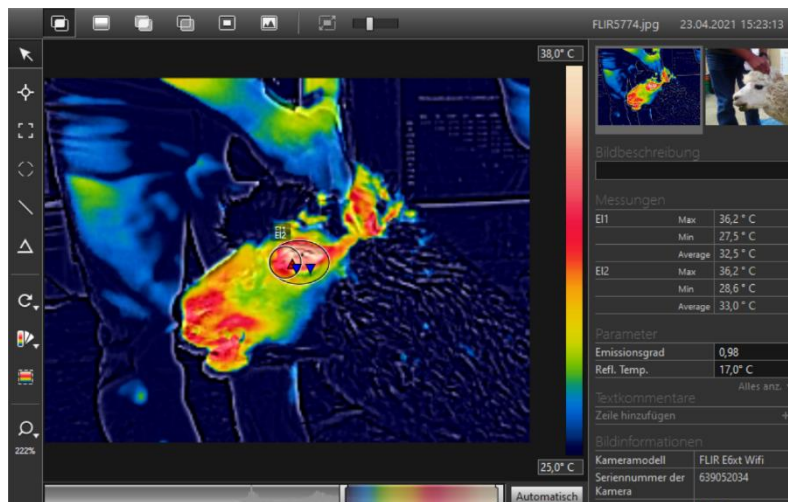 FLIR5774.jpg 23.04.2021 15:23:13
38,0° C
Bildbeschreibung
Messungen
El1 Max 36,2 ° C
Min 27,5 ° C
Average 32,5 ° C
El2 Max 36,2 ° C
Min 28,6 ° C
Average 33,0 ° C
El1
El2
Parameter
Emissionsgrad 0,98
Refl. Temp. 17,0° C
Alles anz.
Textkommentare
Zeile hinzufügen
Bildinformationen
Kameramodell FLIR E6xt Wifi
Seriennummer der Kamera 639052034
222%
25,0° C
Automatisch